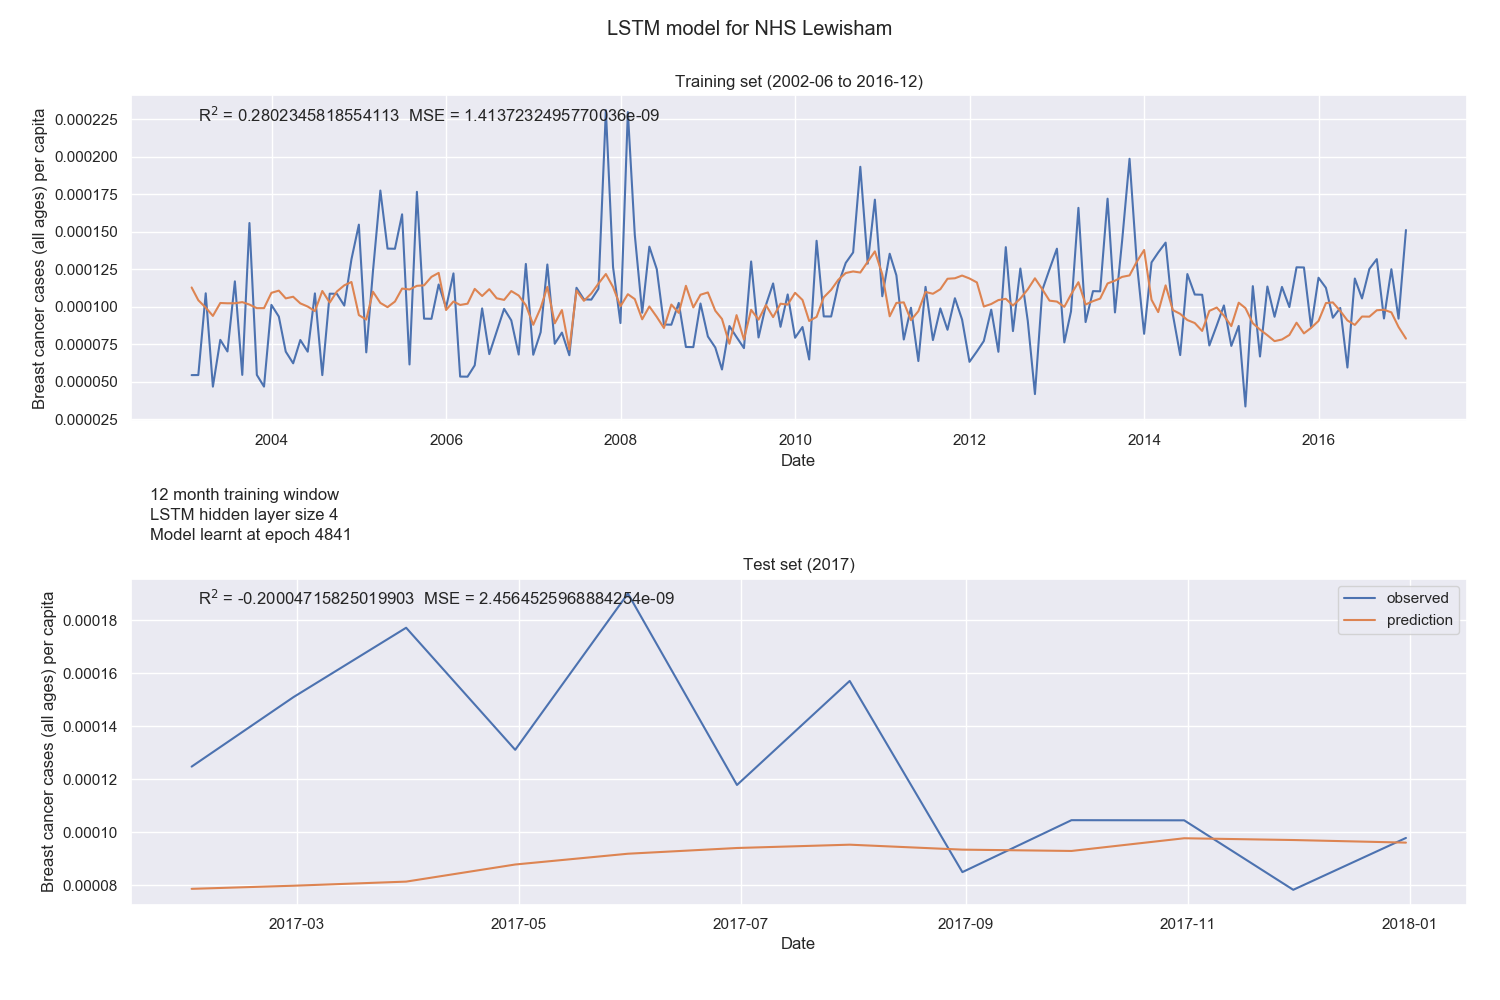 LSTM model for NHS Lewisham
Training set (2002-06 to 2016-12)
R² = 0.2802345818554113 MSE = 1.4137232495770036e-09
Breast cancer cases (all ages) per capita
0.000225
0.000200
0.000175
0.000150
0.000125
0.000100
0.000075
0.000050
0.000025
2004 2006 2008 2010 2012 2014 2016
Date
12 month training window
LSTM hidden layer size 4
Model learnt at epoch 4841
Test set (2017)
R² = -0.20004715825019903 MSE = 2.4564525968884254e-09
observed
prediction
Breast cancer cases (all ages) per capita
0.00018
0.00016
0.00014
0.00012
0.00010
0.00008
2017-03 2017-05 2017-07 2017-09 2017-11 2018-01
Date